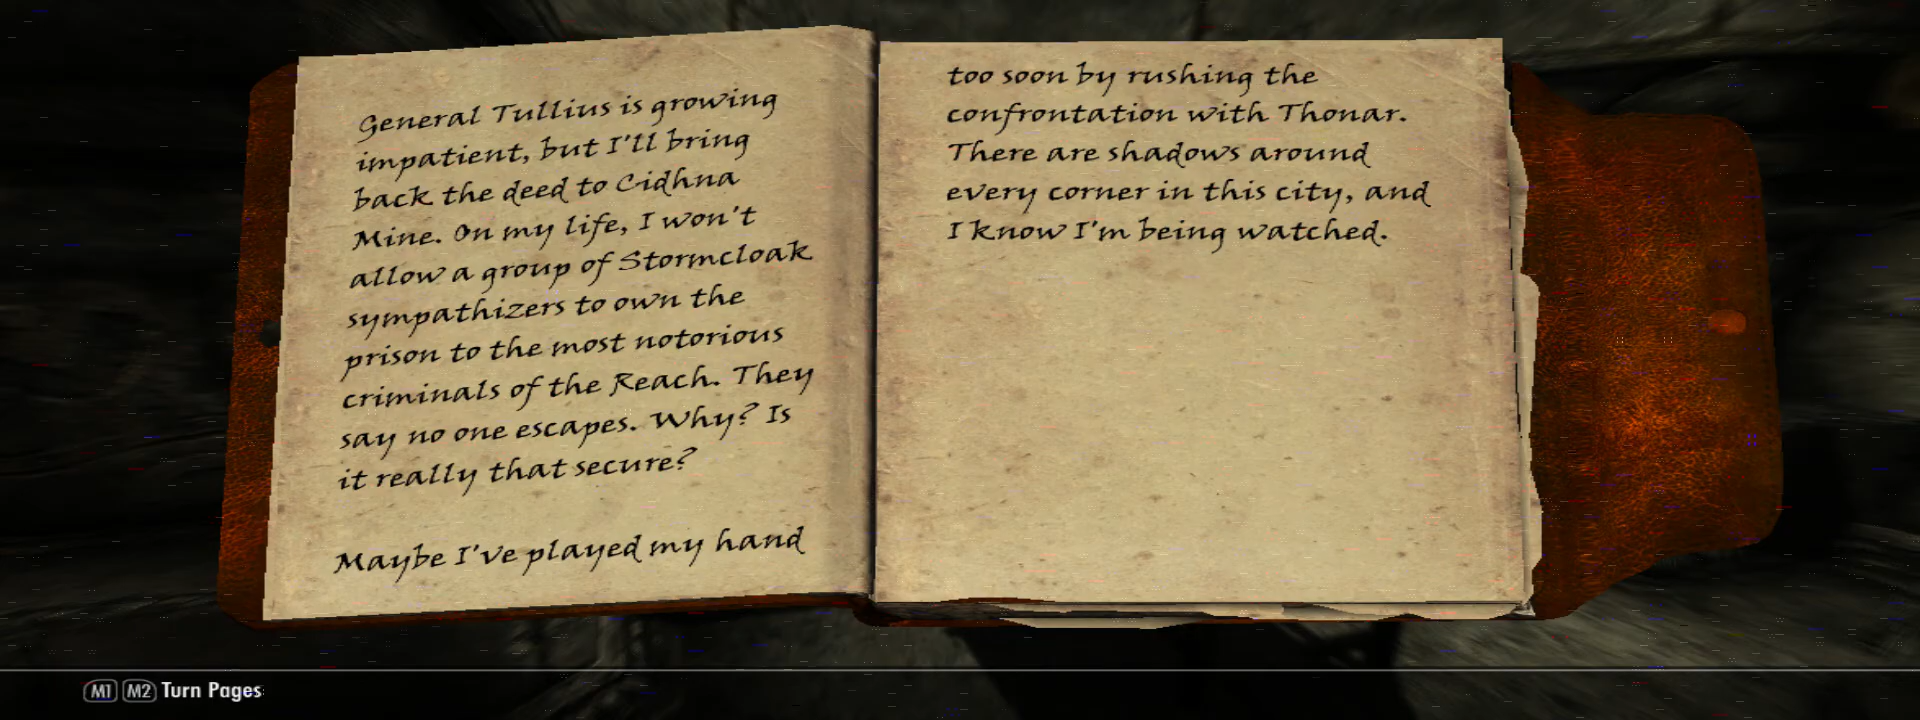 General Tullius is growing
impatient, but I'll bring
back the deed to Cidhna
Mine. On my life, I won't
allow a group of Stormcloak
sympathizers to own the
prison to the most notorious
criminals of the Reach. They
say no one escapes. Why? Is
it really that secure?
Maybe I've played my hand
too soon by rushing the
confrontation with Thonar.
There are shadows around
every corner in this city, and
I know I'm being watched.
M1 M2 Turn Pages